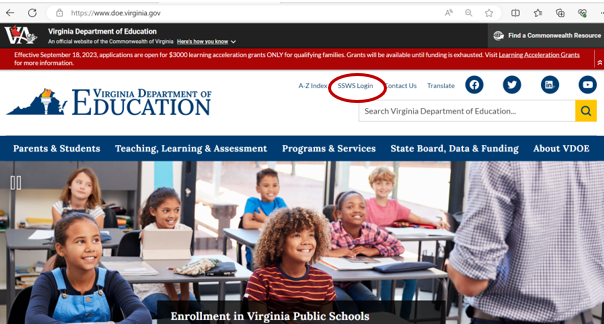 https://www.doe.virginia.gov
VA
Virginia Department of Education
An official website of the Commonwealth of Virginia Here's how you know
Find a Commonwealth Resource
Effective September 18, 2023, applications are open for $3000 learning acceleration grants ONLY for qualifying families. Grants will be available until funding is exhausted. Visit Learning Acceleration Grants
for more information.
A-Z Index SSWS Login Contact Us Translate
VIRGINIA DEPARTMENT OF
EDUCATION
Search Virginia Department of Education...
Parents & Students Teaching, Learning & Assessment Programs & Services State Board, Data & Funding About VDOE
Enrollment in Virginia Public Schools